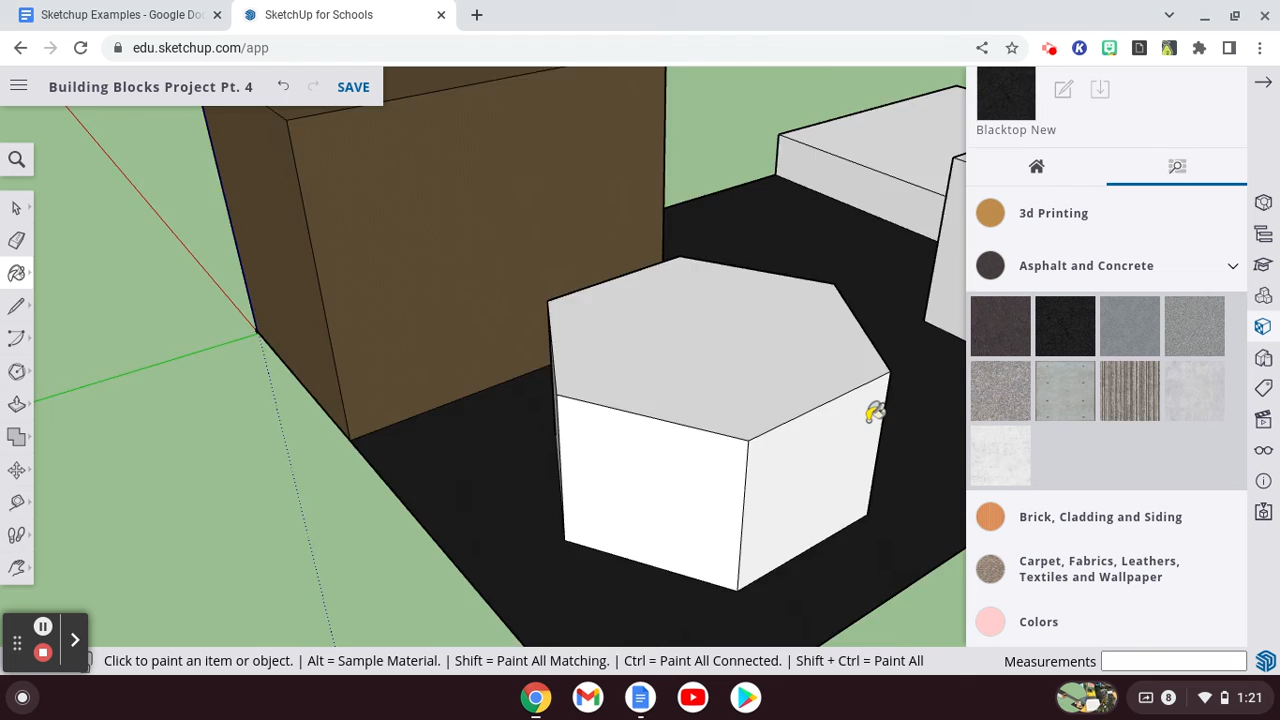 Sketchup Examples - Google Do
SketchUp for Schools
edu.sketchup.com/app
Building Blocks Project Pt. 4
SAVE
Blacktop New
3d Printing
Asphalt and Concrete
Brick, Cladding and Siding
Carpet, Fabrics, Leathers,
Textiles and Wallpaper
Colors
Click to paint an item or object. | Alt = Sample Material. | Shift = Paint All Matching. | Ctrl = Paint All Connected. | Shift + Ctrl = Paint All
Measurements
8
1:21